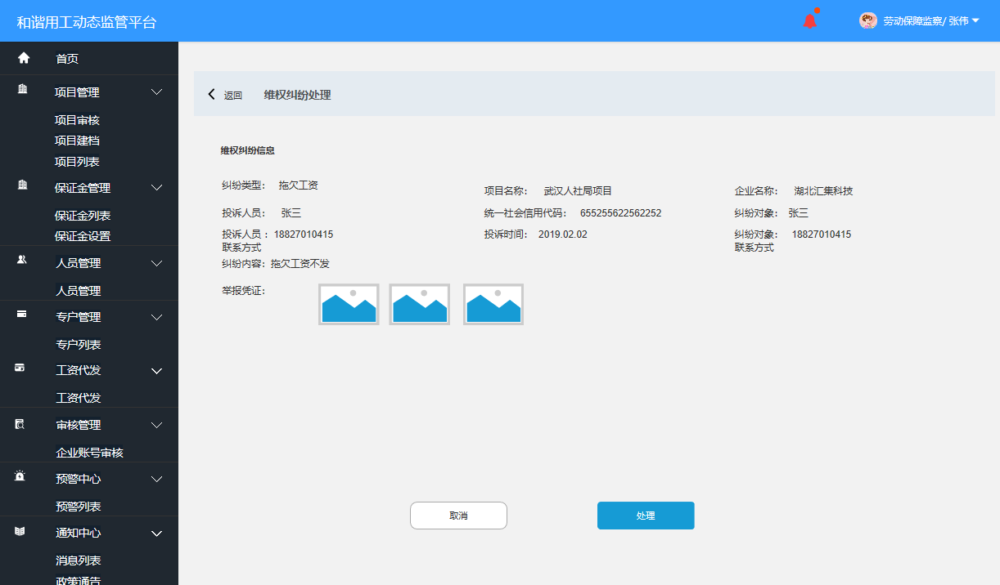 和谐用工动态监管平台
劳动保障监察/ 张伟
首页
项目管理
项目审核
项目建档
项目列表
保证金管理
保证金列表
保证金设置
人员管理
人员管理
专户管理
专户列表
工资代发
工资代发
审核管理
企业账号审核
预警中心
预警列表
通知中心
消息列表
政策通告
返回 维权纠纷处理
维权纠纷信息
纠纷类型: 拖欠工资
项目名称: 武汉人社局项目
企业名称: 湖北汇集科技
投诉人员: 张三
统一社会信用代码: 655255622562252
纠纷对象: 张三
投诉人员: 18827010415
联系方式
投诉时间: 2019.02.02
纠纷对象: 18827010415
联系方式
纠纷内容: 拖欠工资不发
举报凭证:
取消
处理